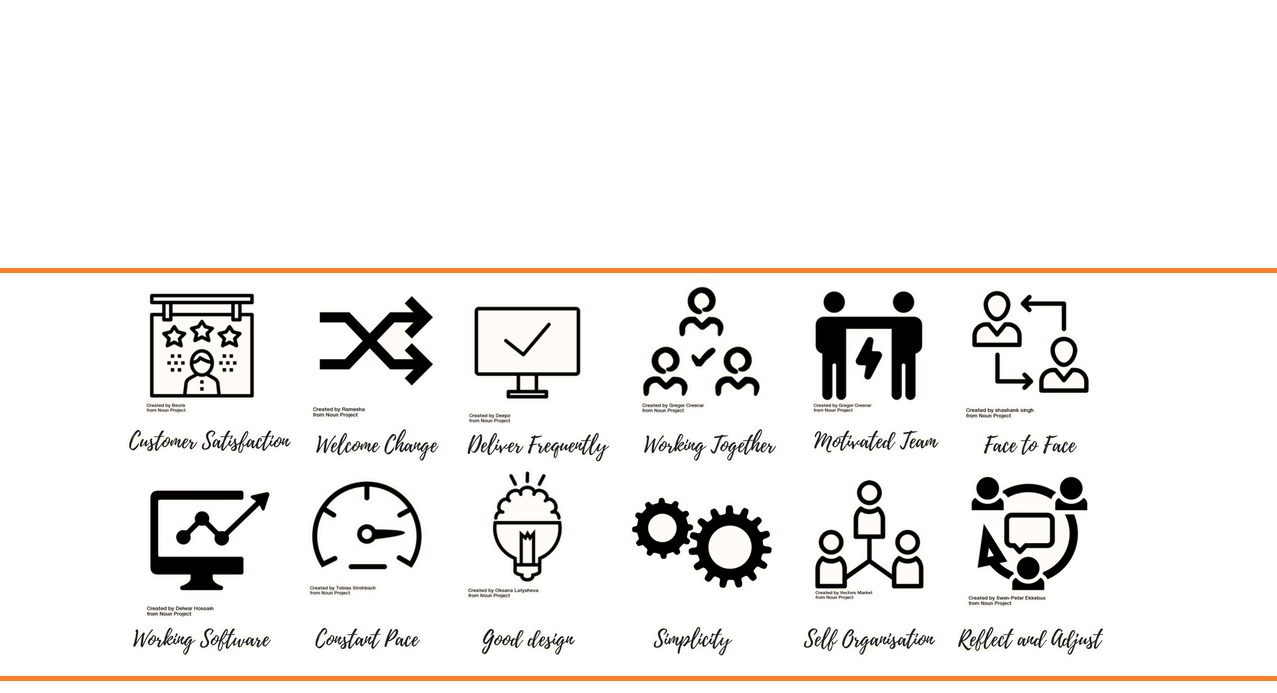 Created by Becris
from Noun Project
Customer Satisfaction
Created by Ramesha
from Noun Project
Welcome Change
Created by Deepz
from Noun Project
Deliver Frequently
Created by Gregor Cresnar
from Noun Project
Working Together
Created by Gregor Cresnar
from Noun Project
Motivated Team
Created by shashank singh
from Noun Project
Face to Face
Created by Delwar Hossain
from Noun Project
Working Software
Created by Tobias Strohbach
from Noun Project
Constant Pace
Created by Oksana Latysheva
from Noun Project
Good design
Simplicity
Created by Vectors Market
from Noun Project
Self Organisation
Created by Swen-Peter Ekkebus
from Noun Project
Reflect and Adjust